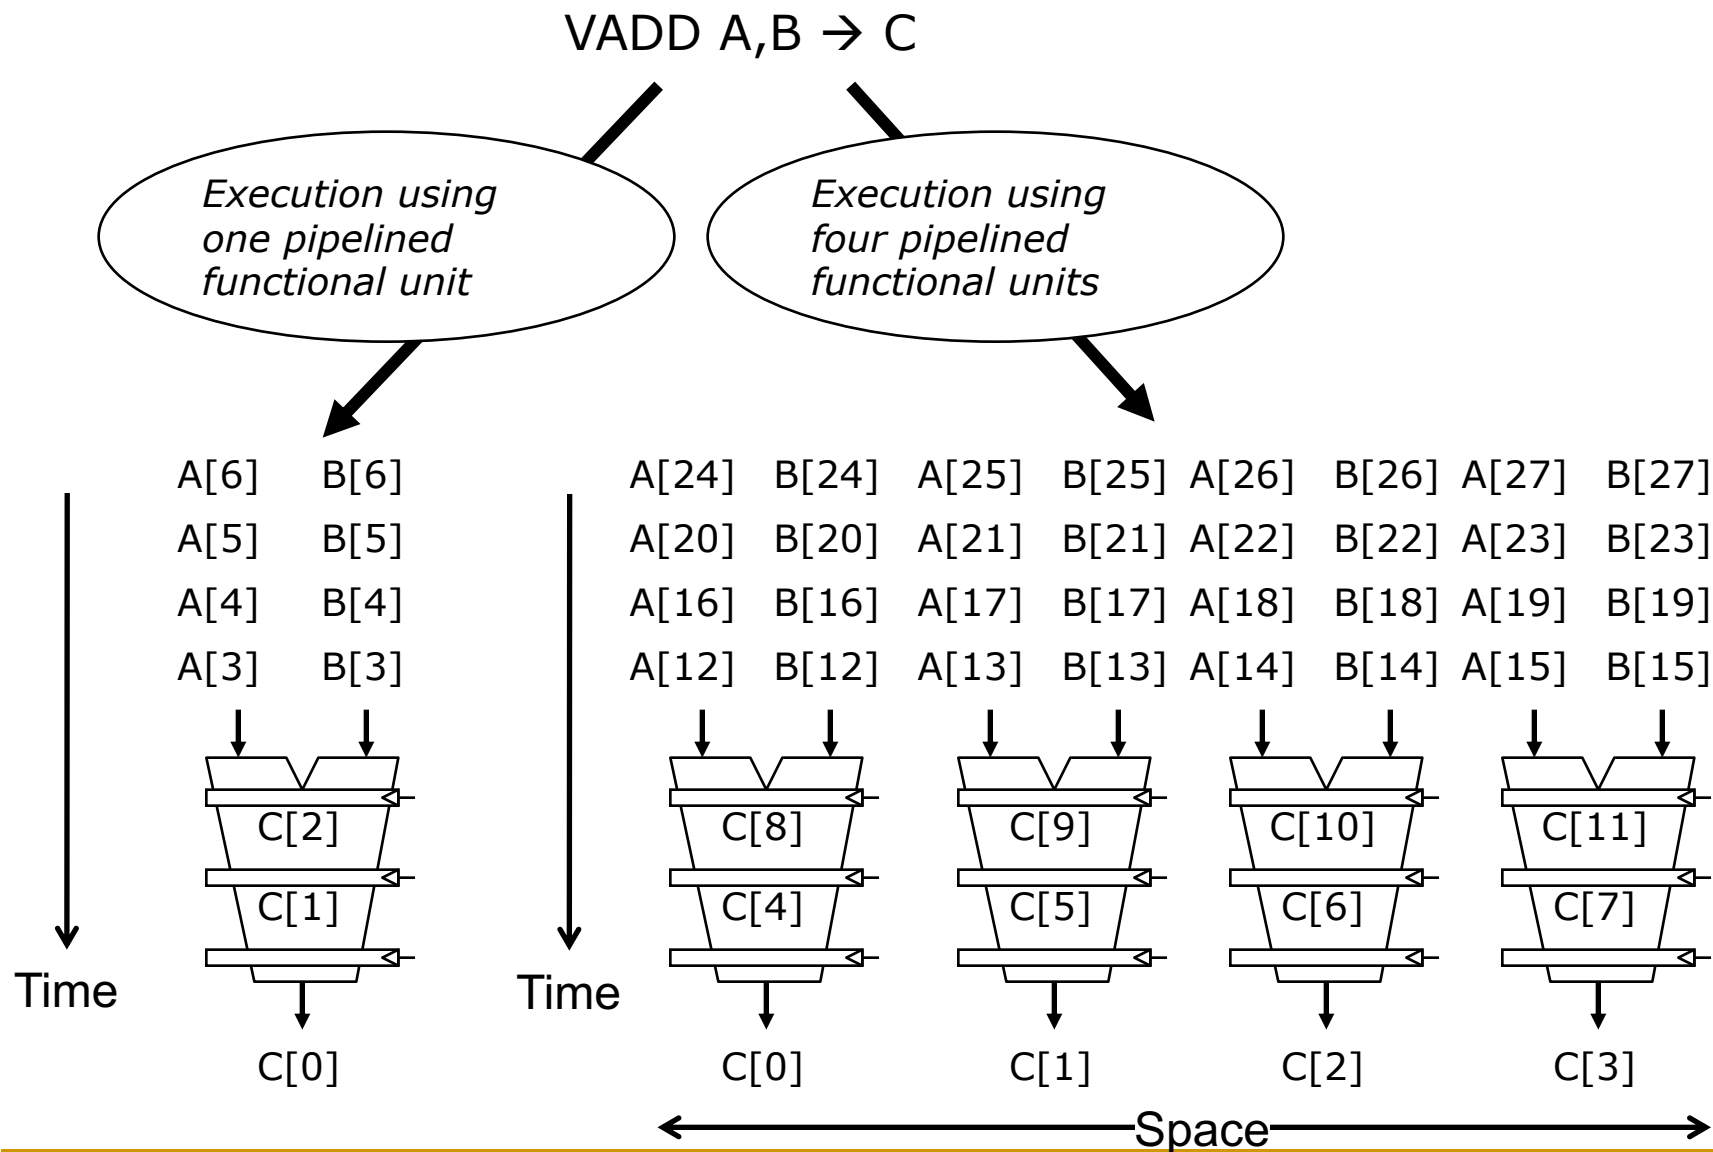 VADD A,B → C
Execution using
one pipelined
functional unit
Execution using
four pipelined
functional units
A[6] B[6] A[24] B[24] A[25] B[25] A[26] B[26] A[27] B[27]
A[5] B[5] A[20] B[20] A[21] B[21] A[22] B[22] A[23] B[23]
A[4] B[4] A[16] B[16] A[17] B[17] A[18] B[18] A[19] B[19]
A[3] B[3] A[12] B[12] A[13] B[13] A[14] B[14] A[15] B[15]
C[2] C[8] C[9] C[10] C[11]
C[1] C[4] C[5] C[6] C[7]
Time Time
C[0] C[0] C[1] C[2] C[3]
Space